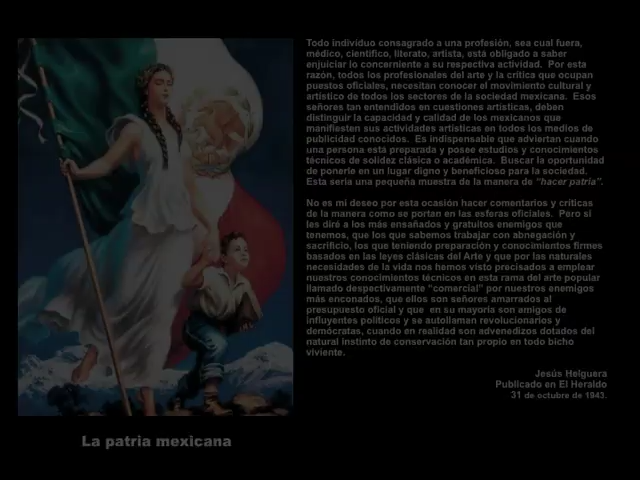 Todo individuo consagrado a una profesión, sea cual fuera,
médico, científico, literato, artista, está obligado a saber
enjuiciar lo concerniente a su respectiva actividad.  Por esta
razón, todos los profesionales del arte y la crítica que ocupan
puestos oficiales, necesitan conocer el movimiento cultural y
artístico de todos los sectores de la sociedad mexicana.  Esos
señores tan entendidos en cuestiones artísticas, deben
distinguir la capacidad y calidad de los mexicanos que
manifiesten sus actividades artísticas en todos los medios de
publicidad conocidos.  Es indispensable que adviertan cuando
una persona está preparada y posee estudios y conocimientos
técnicos de solidez clásica o académica.  Buscar la oportunidad
de ponerle en un lugar digno y beneficioso para la sociedad.
Esta sería una pequeña muestra de la manera de "hacer patria".
No es mi deseo por esta ocasión hacer comentarios y críticas
de la manera como se portan en las esferas oficiales.  Pero sí
les diré a los más ensañados y gratuitos enemigos que
tenemos, que los que sabemos trabajar con abnegación y
sacrificio, los que teniendo preparación y conocimientos firmes
basados en las leyes clásicas del Arte y que por las naturales
necesidades de la vida nos hemos visto precisados a emplear
nuestros conocimientos técnicos en esta rama del arte popular
llamado despectivamente "comercial" por nuestros enemigos
más enconados, que ellos son señores amarrados al
presupuesto oficial y que  en su mayoría son amigos de
influyentes políticos y se autollaman revolucionarios y
demócratas, cuando en realidad son advenedizos dotados del
natural instinto de conservación tan propio en todo bicho
viviente.
Jesús Helguera
Publicado en El Heraldo
31 de octubre de 1943.
La patria mexicana